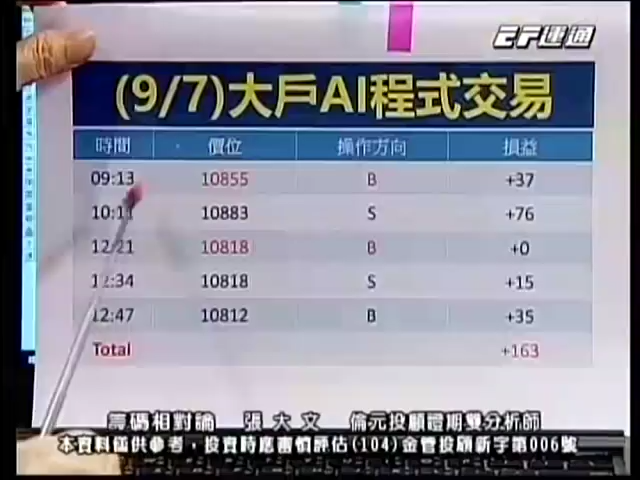 運通
(9/7)大戶AI程式交易
時間 價位 操作方向 損益
09:13 10855 B +37
10:11 10883 S +76
12:21 10818 B +0
12:34 10818 S +15
12:47 10812 B +35
Total +163
籌碼相對論 張大文 倫元投顧證期雙分析師
本資料僅供參考，投資時應審慎評估(104)金管投顧新字第006號